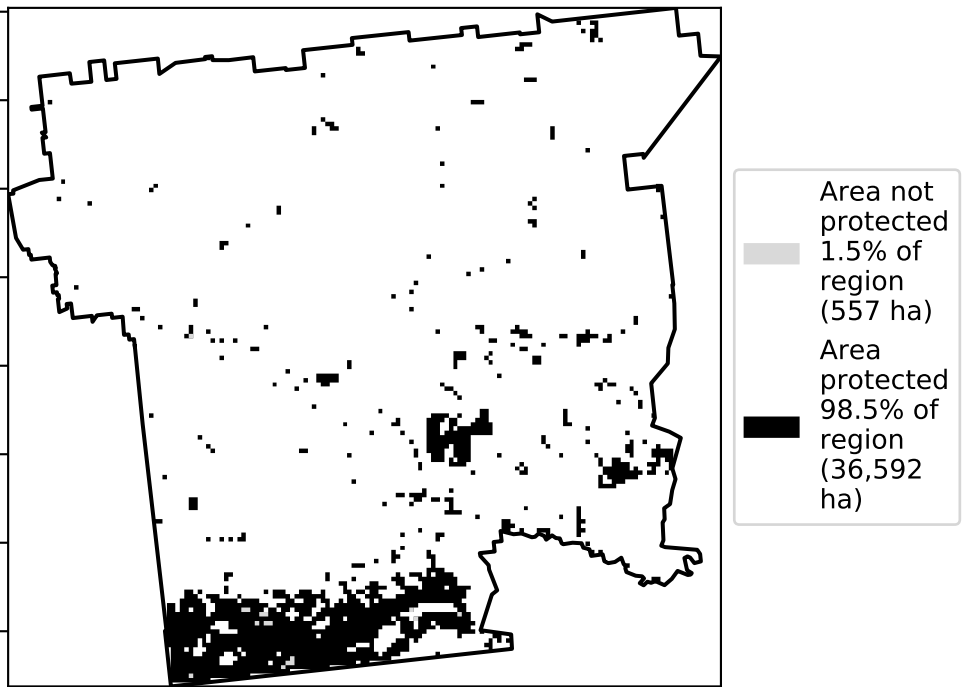 Area not
protected
1.5% of
region
(557 ha)
Area
protected
98.5% of
region
(36,592
ha)